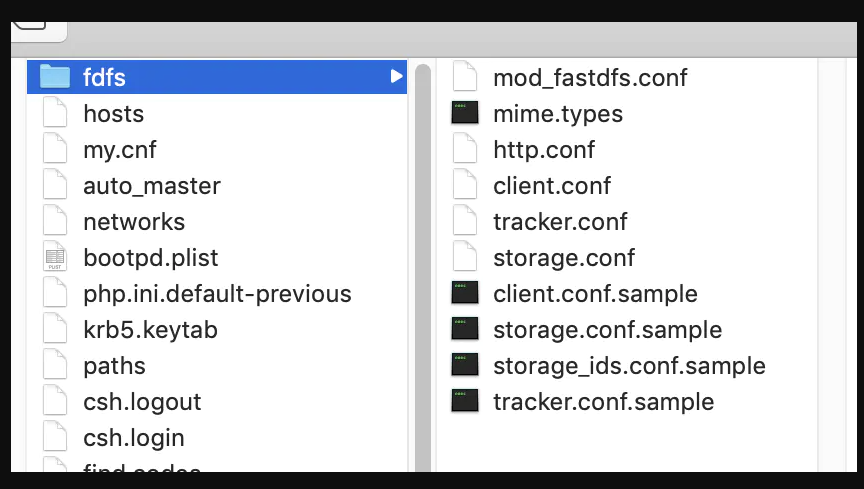 fdfs
hosts
my.cnf
auto_master
networks
bootpd.plist
php.ini.default-previous
krb5.keytab
paths
csh.logout
csh.login
mod_fastdfs.conf
mime.types
http.conf
client.conf
tracker.conf
storage.conf
client.conf.sample
storage.conf.sample
storage_ids.conf.sample
tracker.conf.sample